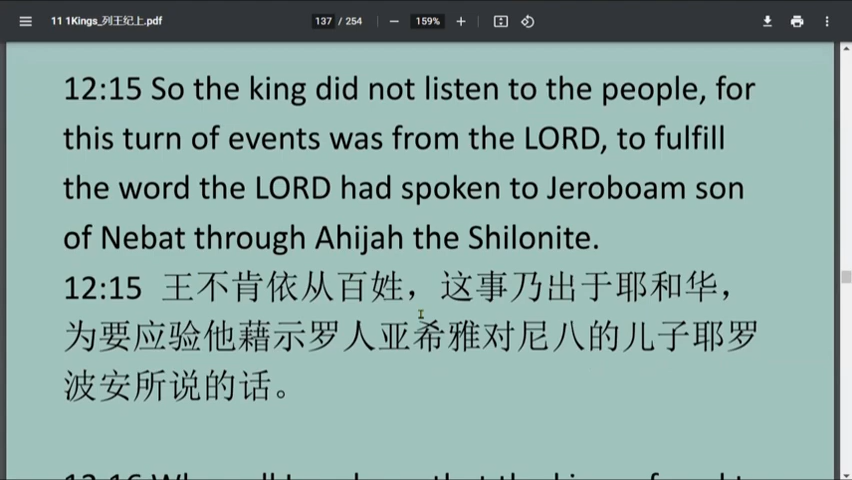 11 1Kings_列王纪上.pdf
137 / 254
159%
12:15 So the king did not listen to the people, for
this turn of events was from the LORD, to fulfill
the word the LORD had spoken to Jeroboam son
of Nebat through Ahijah the Shilonite.
12:15 王不肯依从百姓，这事乃出于耶和华，
为要应验他藉示罗人亚希雅对尼八的儿子耶罗
波安所说的话。